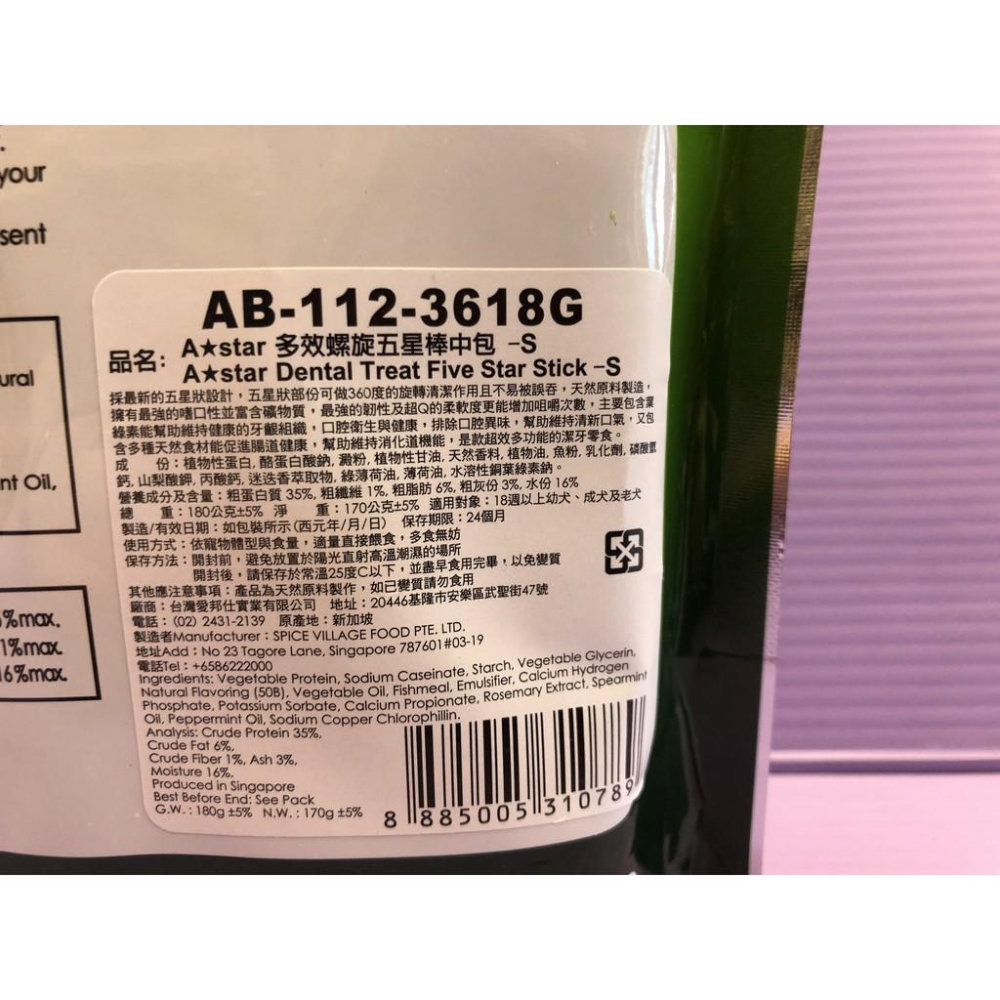 your
sent
ural
nt Oil,
%max.
1%max.
16%max.
AB-112-3618G
品名: A★star 多效螺旋五星棒中包 -S
A★star Dental Treat Five Star Stick -S
採最新的五星狀設計，五星狀部份可做360度的旋轉清潔作用且不易被誤吞，天然原料製造，
擁有最強的嗜口性並富含礦物質，最強的韌性及超Q的柔軟度更能增加咀嚼次數，主要包含葉
綠素能幫助維持健康的牙齦組織，口腔衛生與健康，排除口腔異味，幫助維持清新口氣，又包
含多種天然食材能促進腸道健康，幫助維持消化道機能，是款超效多功能的潔牙零食。
成　份：植物性蛋白, 酪蛋白酸鈉, 澱粉, 植物性甘油, 天然香料, 植物油, 魚粉, 乳化劑, 磷酸氫
鈣, 山梨酸鉀, 丙酸鈣, 迷迭香萃取物, 綠薄荷油, 薄荷油, 水溶性銅葉綠素鈉。
營養成分及含量：粗蛋白質 35%, 粗纖維 1%, 粗脂肪 6%, 粗灰份 3%, 水份 16%
總　重：180公克±5%　淨　重：170公克±5%　適用對象：18週以上幼犬、成犬及老犬
製造/有效日期：如包裝所示(西元年/月/日)　保存期限：24個月
使用方式：依寵物體型與食量，適量直接餵食，多食無妨
保存方法：開封前，避免放置於陽光直射高溫潮濕的場所
開封後，請保存於常溫25度C以下，並盡早食用完畢，以免變質
其他應注意事項：產品為天然原料製作，如已變質請勿食用
廠商：台灣愛邦仕實業有限公司　地址：20446基隆市安樂區武聖街47號
電話：(02) 2431-2139　原產地：新加坡
製造者Manufacturer : SPICE VILLAGE FOOD PTE. LTD.
地址Add : No 23 Tagore Lane, Singapore 787601#03-19
電話Tel : +6586222000
Ingredients: Vegetable Protein, Sodium Caseinate, Starch, Vegetable Glycerin,
Natural Flavoring (50B), Vegetable Oil, Fishmeal, Emulsifier, Calcium Hydrogen
Phosphate, Potassium Sorbate, Calcium Propionate, Rosemary Extract, Spearmint
Oil, Peppermint Oil, Sodium Copper Chlorophillin.
Analysis: Crude Protein 35%,
Crude Fat 6%,
Crude Fiber 1%, Ash 3%,
Moisture 16%.
Produced in Singapore
Best Before End: See Pack
G.W. : 180g ±5%　N.W. : 170g ±5%
8 885005 310789